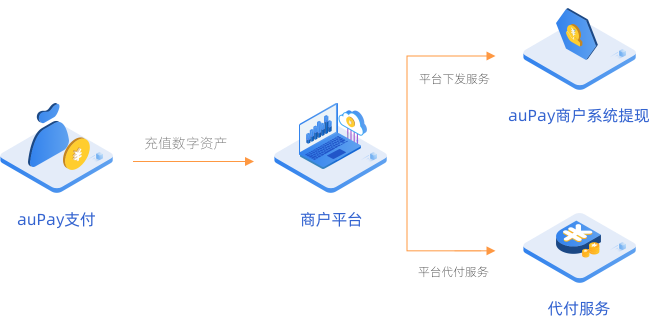 充值数字资产
auPay支付
商户平台
平台下发服务
auPay商户系统提现
平台代付服务
代付服务